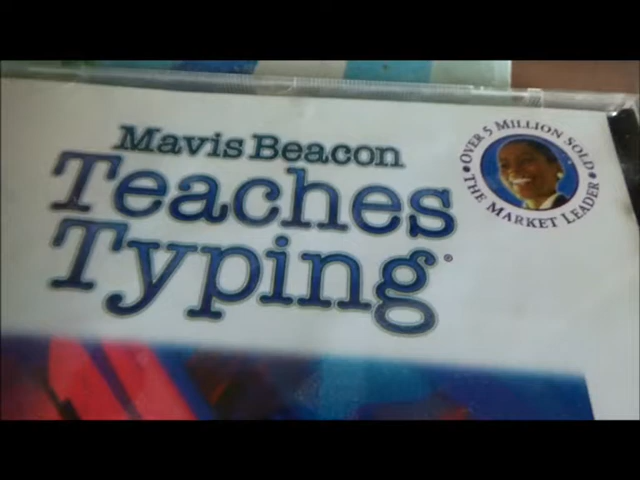 Mavis Beacon
Teaches
Typing®
• OVER 5 MILLION SOLD •
THE MARKET LEADER